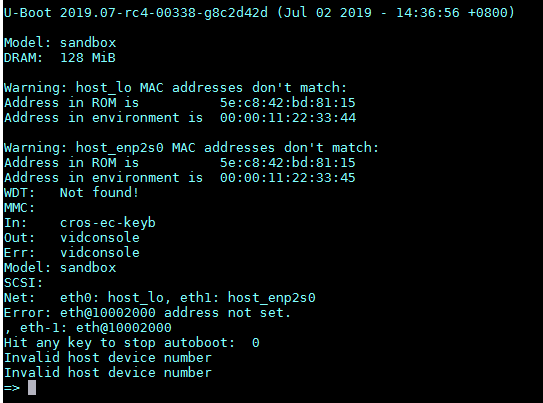 U-Boot 2019.07-rc4-00338-g8c2d42d (Jul 02 2019 - 14:36:56 +0800)
Model: sandbox
DRAM:  128 MiB
Warning: host_lo MAC addresses don't match:
Address in ROM is          5e:c8:42:bd:81:15
Address in environment is  00:00:11:22:33:44
Warning: host_enp2s0 MAC addresses don't match:
Address in ROM is          5e:c8:42:bd:81:15
Address in environment is  00:00:11:22:33:45
WDT:   Not found!
MMC:
In:    cros-ec-keyb
Out:   vidconsole
Err:   vidconsole
Model: sandbox
SCSI:
Net:   eth0: host_lo, eth1: host_enp2s0
Error: eth@10002000 address not set.
, eth-1: eth@10002000
Hit any key to stop autoboot:  0
Invalid host device number
Invalid host device number
=>